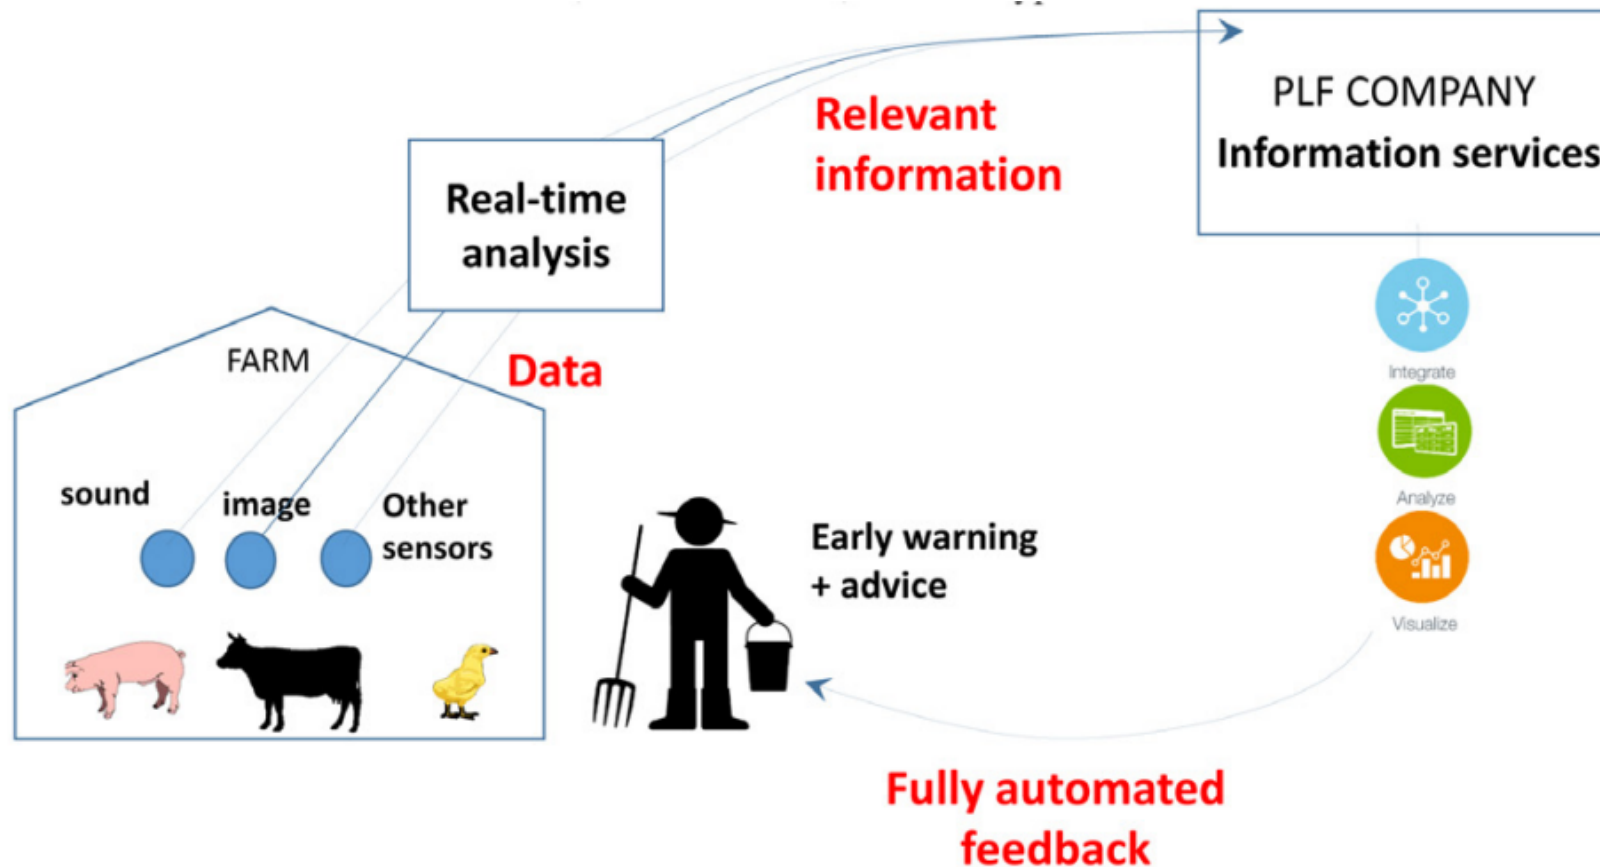 Relevant
information
PLF COMPANY
Information services
Real-time
analysis
FARM
Data
Integrate
Analyze
Visualize
sound
image
Other
sensors
Early warning
+ advice
Fully automated
feedback